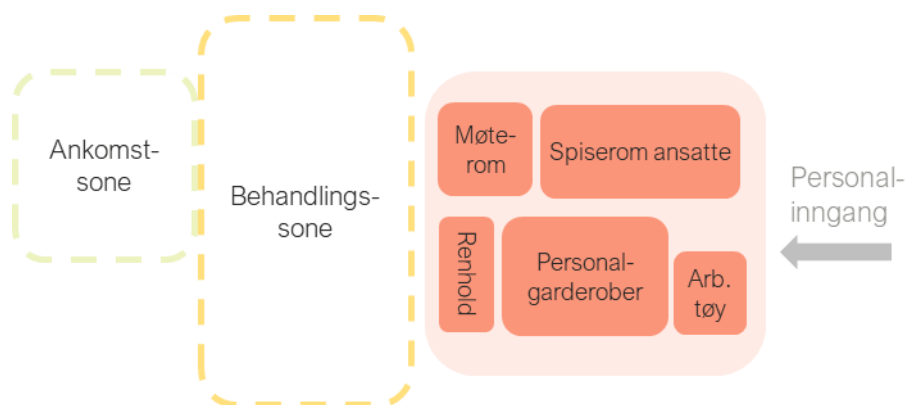 Ankomst-
sone
Behandlings-
sone
Møte-
rom
Spiserom ansatte
Renhold
Personal-
garderober
Arb.
tøy
Personal-
inngang